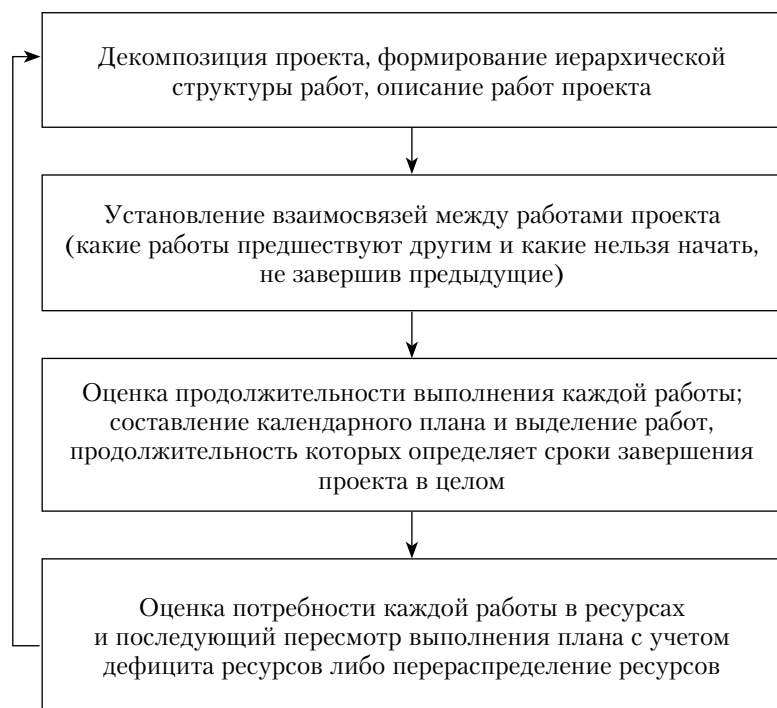 Декомпозиция проекта, формирование иерархической
структуры работ, описание работ проекта
Установление взаимосвязей между работами проекта
(какие работы предшествуют другим и какие нельзя начать,
не завершив предыдущие)
Оценка продолжительности выполнения каждой работы;
составление календарного плана и выделение работ,
продолжительность которых определяет сроки завершения
проекта в целом
Оценка потребности каждой работы в ресурсах
и последующий пересмотр выполнения плана с учетом
дефицита ресурсов либо перераспределение ресурсов